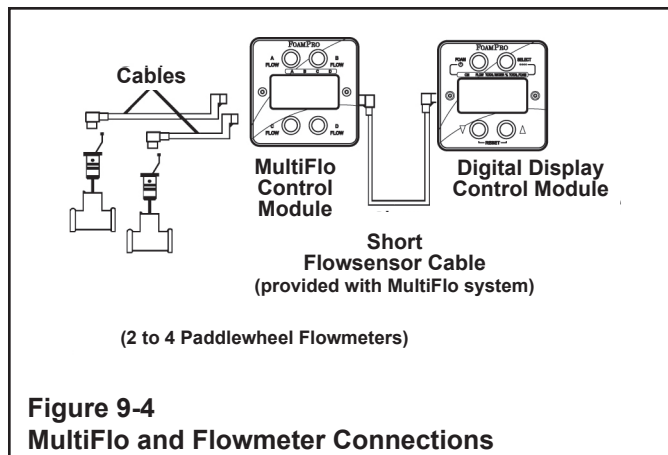 Cables
FOAMPRO
A FLOW
B FLOW
A B C D
C FLOW
D FLOW
MultiFlo
Control
Module
FOAMPRO
FOAM
SELECT
RESET
Digital Display
Control Module
Short
Flowsensor Cable
(provided with MultiFlo system)
(2 to 4 Paddlewheel Flowmeters)
Figure 9-4
MultiFlo and Flowmeter Connections